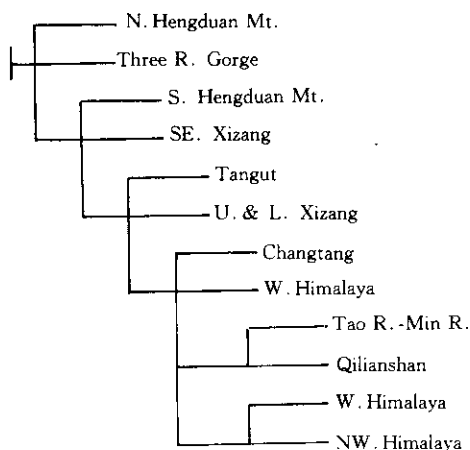 N. Hengduan Mt.
Three R. Gorge
S. Hengduan Mt.
SE. Xizang
Tangut
U. & L. Xizang
Changtang
W. Himalaya
Tao R.-Min R.
Qilianshan
W. Himalaya
NW. Himalaya